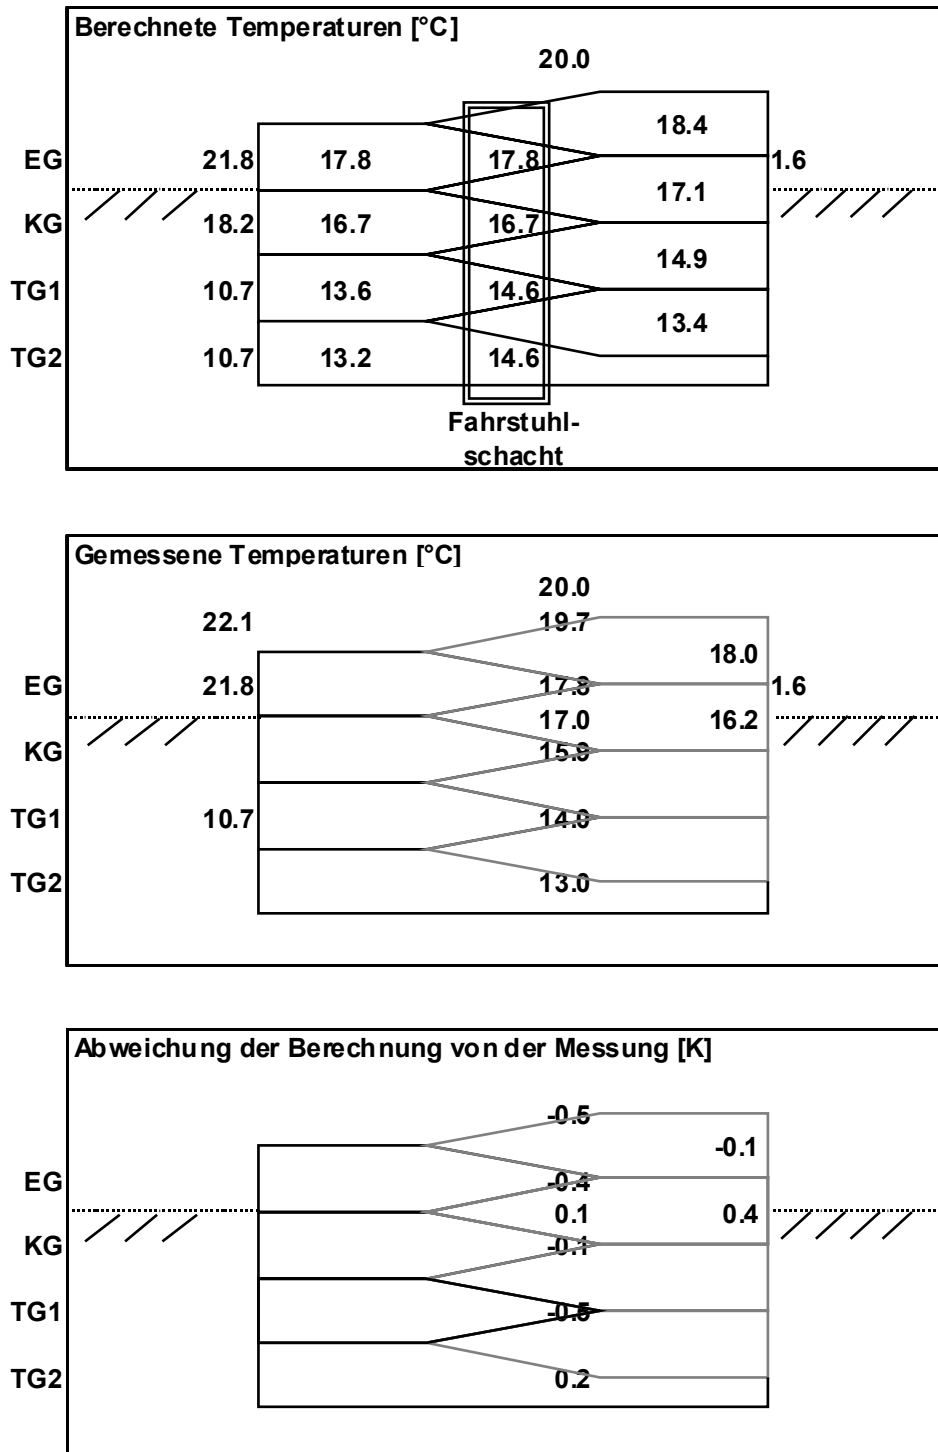 Berechnete Temperaturen [°C]
20.0
18.4
EG 21.8 17.8 17.8 1.6
17.1
KG 18.2 16.7 16.7
14.9
TG1 10.7 13.6 14.6
13.4
TG2 10.7 13.2 14.6
Fahrstuhl-
schacht
Gemessene Temperaturen [°C]
20.0
22.1 19.7
18.0
EG 21.8 17.8 1.6
17.0 16.2
KG 15.9
TG1 10.7 14.0
TG2 13.0
Abweichung der Berechnung von der Messung [K]
-0.5
-0.1
EG -0.4
0.1 0.4
KG -0.1
TG1 -0.5
TG2 0.2